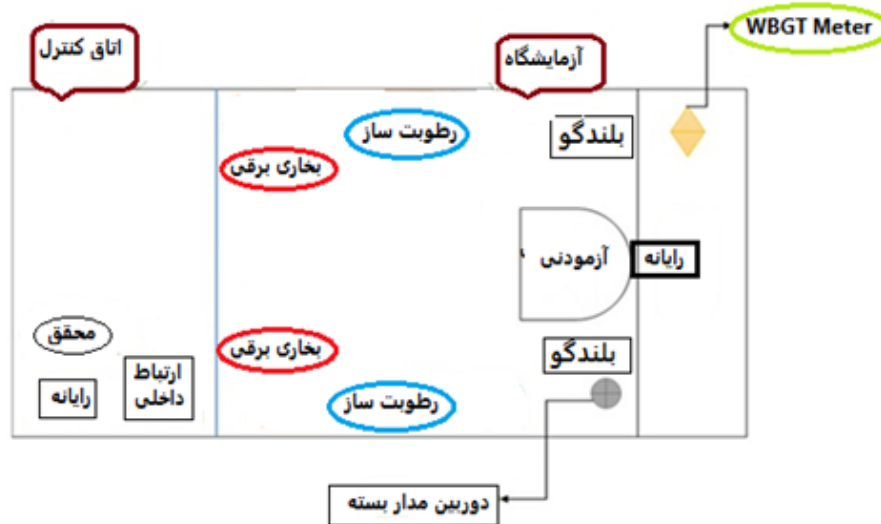 WBGT Meter
آزمایشگاه
اتاق کنترل
بلندگو
رطوبت ساز
بخاری برقی
رایانه
آزمودنی
محقق
بلندگو
بخاری برقی
ارتباط
داخلی
رایانه
رطوبت ساز
دوربین مدار بسته